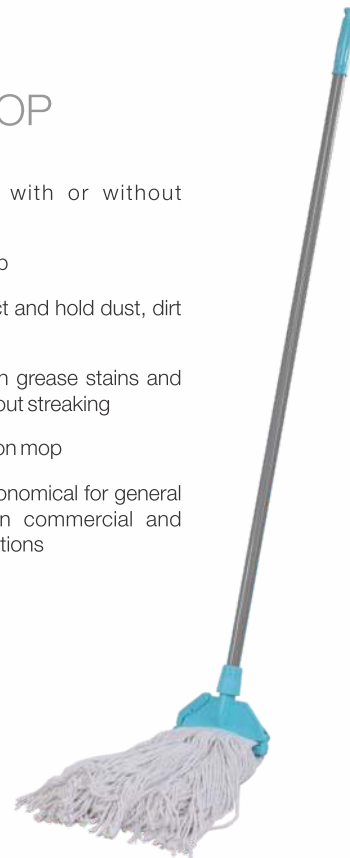 OP
with or without
p
ct and hold dust, dirt
n grease stains and
out streaking
on mop
onomical for general
n commercial and
tions